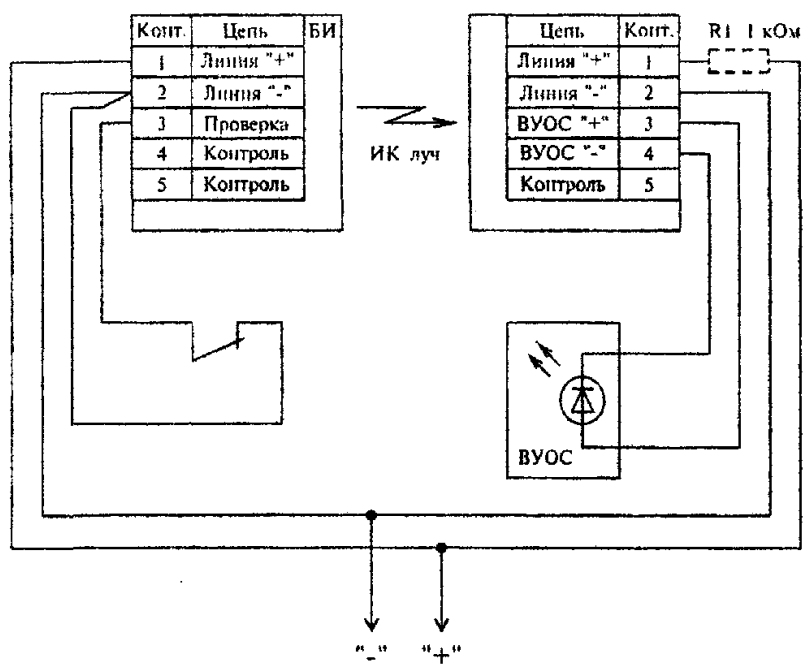 Конт. Цепь БИ
1 Линия "+"
2 Линия "-"
3 Проверка
4 Контроль
5 Контроль
ИК луч
Цепь Конт.
Линия "+" 1
Линия "-" 2
ВУОС "+" 3
ВУОС "-" 4
Контроль 5
R1 1 кОм
ВУОС
"-" "+"